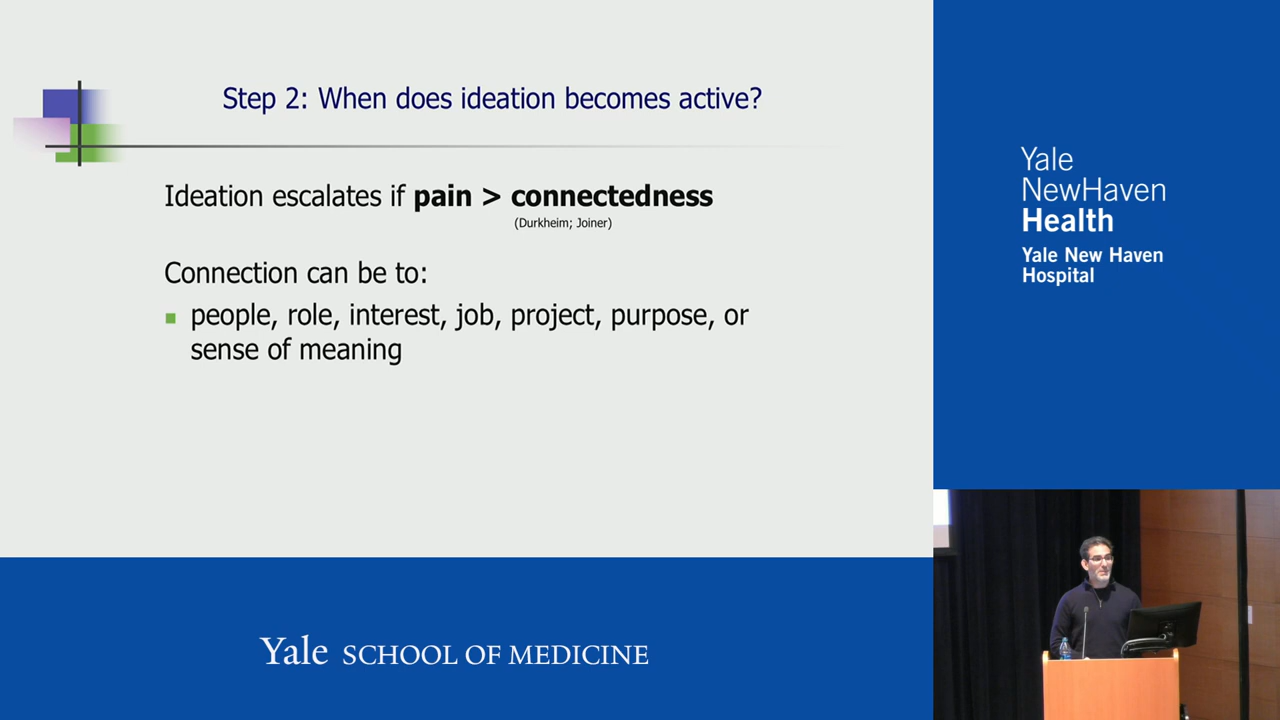 Step 2: When does ideation becomes active?
Ideation escalates if pain > connectedness
(Durkheim; Joiner)
Connection can be to:
people, role, interest, job, project, purpose, or
sense of meaning
Yale
NewHaven
Health
Yale New Haven
Hospital
Yale SCHOOL OF MEDICINE